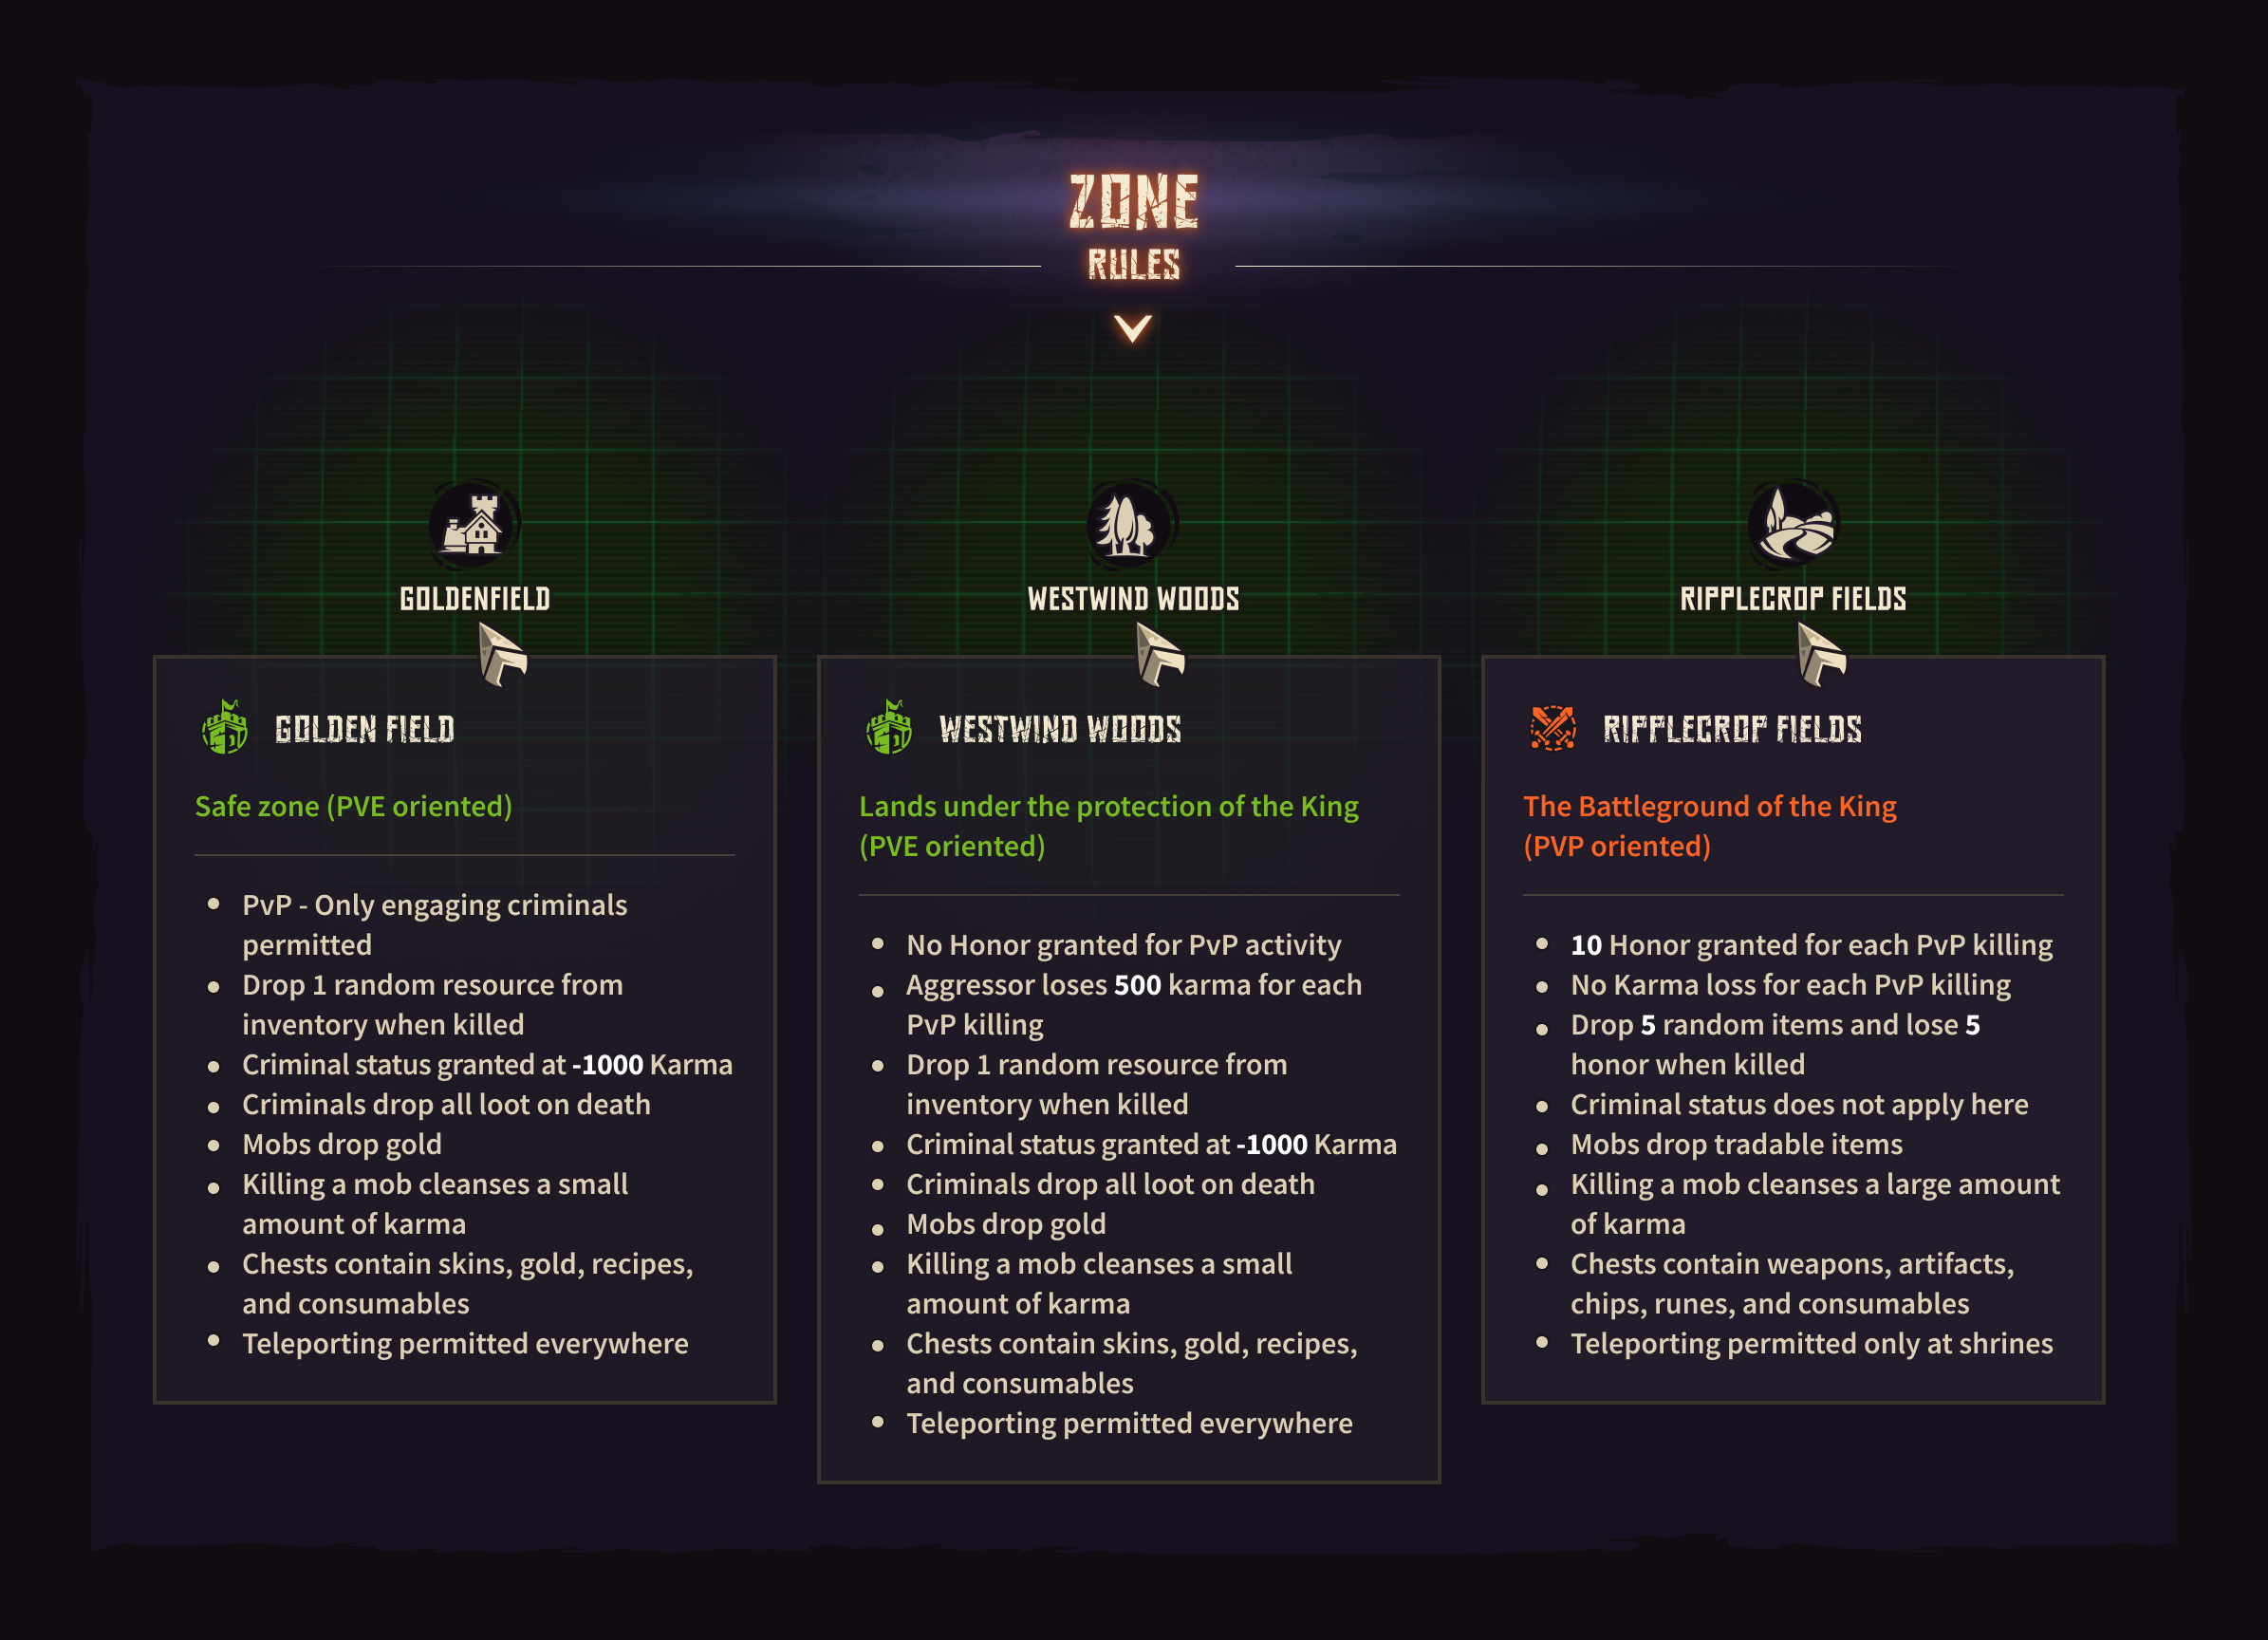 ZONE
RULES
GOLDENFIELD
WESTWIND WOODS
RIPPLECROP FIELDS
GOLDEN FIELD
Safe zone (PVE oriented)
• PvP - Only engaging criminals
permitted
• Drop 1 random resource from
inventory when killed
• Criminal status granted at -1000 Karma
• Criminals drop all loot on death
• Mobs drop gold
• Killing a mob cleanses a small
amount of karma
• Chests contain skins, gold, recipes,
and consumables
• Teleporting permitted everywhere
WESTWIND WOODS
Lands under the protection of the King
(PVE oriented)
• No Honor granted for PvP activity
• Aggressor loses 500 karma for each
PvP killing
• Drop 1 random resource from
inventory when killed
• Criminal status granted at -1000 Karma
• Criminals drop all loot on death
• Mobs drop gold
• Killing a mob cleanses a small
amount of karma
• Chests contain skins, gold, recipes,
and consumables
• Teleporting permitted everywhere
RIPPLECROP FIELDS
The Battleground of the King
(PVP oriented)
• 10 Honor granted for each PvP killing
• No Karma loss for each PvP killing
• Drop 5 random items and lose 5
honor when killed
• Criminal status does not apply here
• Mobs drop tradable items
• Killing a mob cleanses a large amount
of karma
• Chests contain weapons, artifacts,
chips, runes, and consumables
• Teleporting permitted only at shrines